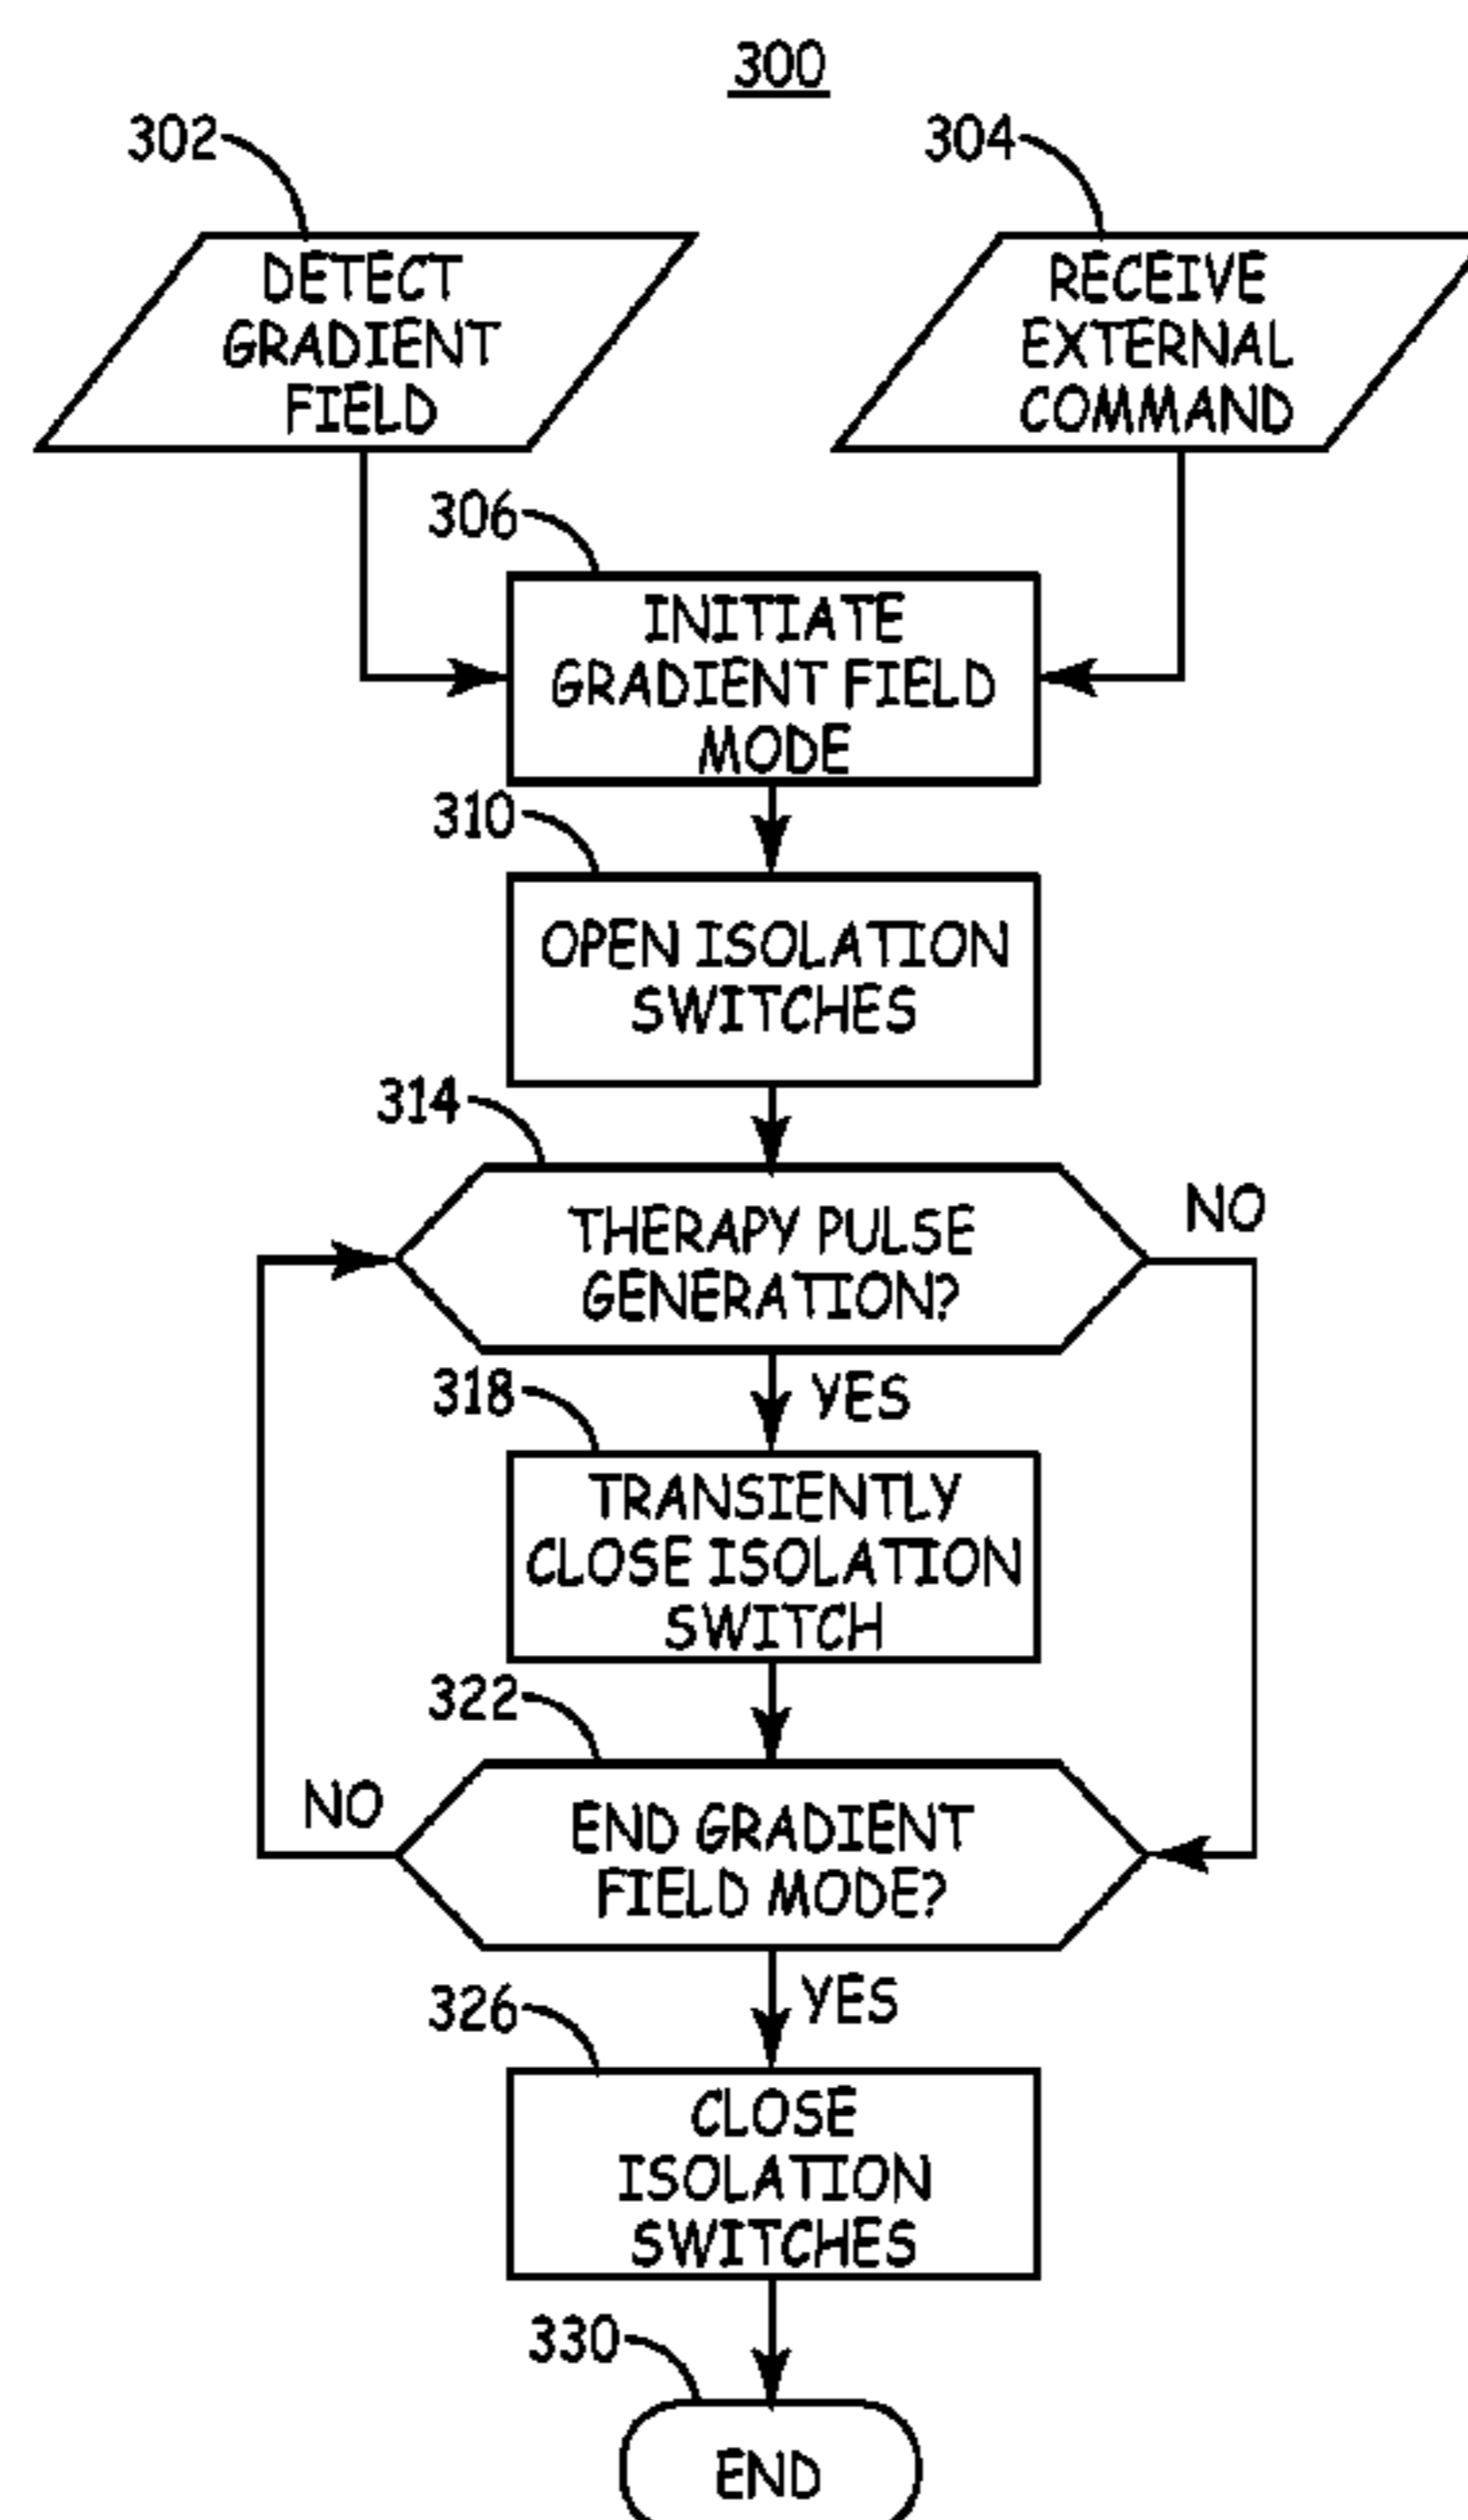 300
302
304
DETECT
GRADIENT
FIELD
RECEIVE
EXTERNAL
COMMAND
306
INITIATE
GRADIENT FIELD
MODE
310
OPEN ISOLATION
SWITCHES
314
THERAPY PULSE
GENERATION?
NO
318
YES
TRANSIENTLY
CLOSE ISOLATION
SWITCH
322
NO
END GRADIENT
FIELD MODE?
326
YES
CLOSE
ISOLATION
SWITCHES
330
END